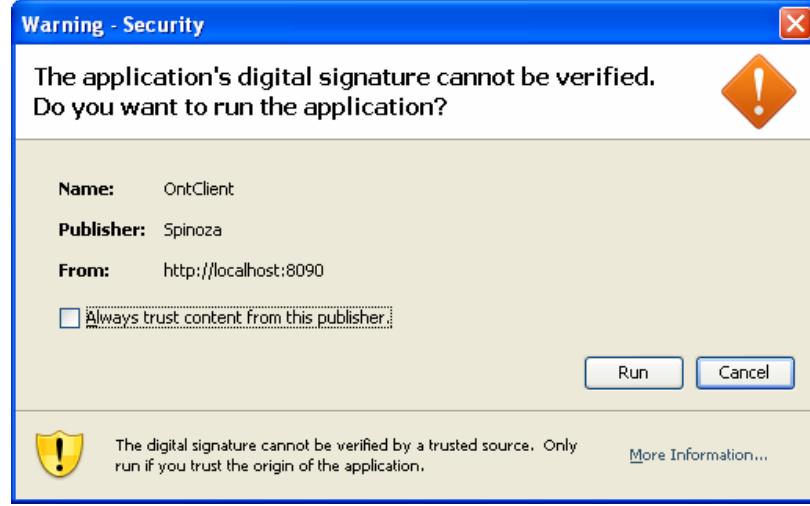 Warning - Security
The application's digital signature cannot be verified.
Do you want to run the application?
Name: OntClient
Publisher: Spinoza
From: http://localhost:8090
Always trust content from this publisher.
Run Cancel
The digital signature cannot be verified by a trusted source. Only
run if you trust the origin of the application.
More Information...